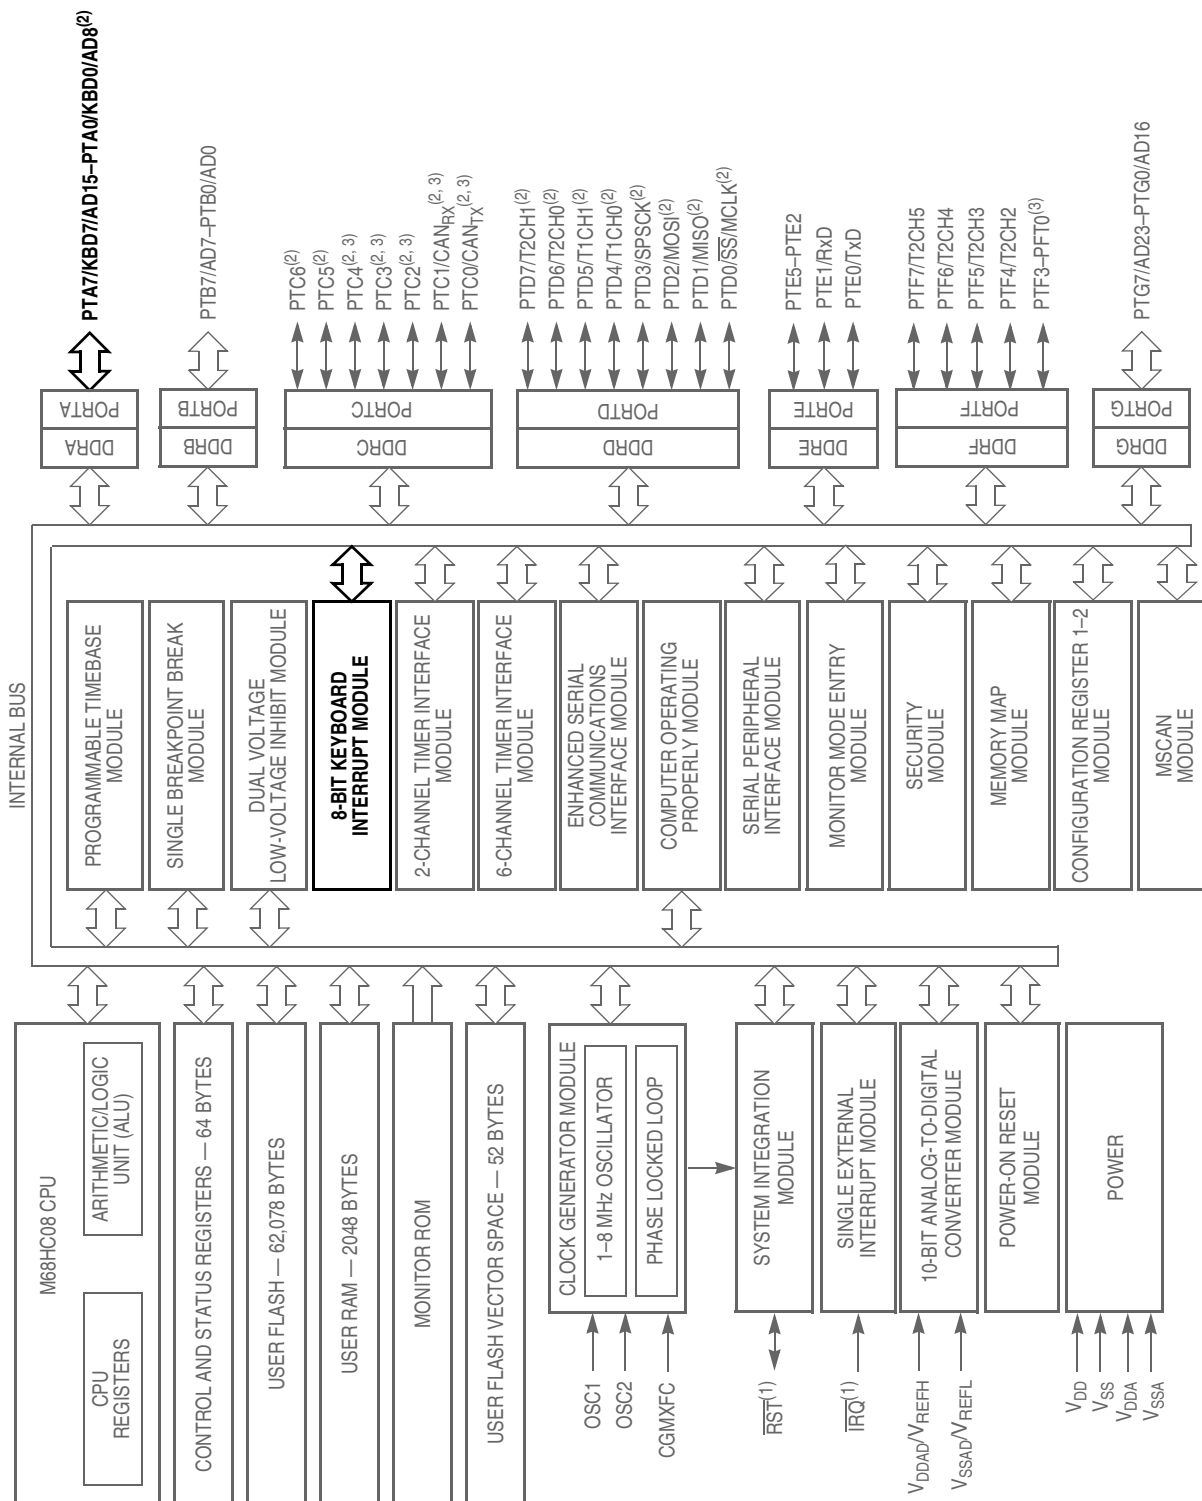 INTERNAL BUS
M68HC08 CPU
CPU
REGISTERS
ARITHMETIC/LOGIC
UNIT (ALU)
CONTROL AND STATUS REGISTERS — 64 BYTES
USER FLASH — 62,078 BYTES
USER RAM — 2048 BYTES
MONITOR ROM
USER FLASH VECTOR SPACE — 52 BYTES
CLOCK GENERATOR MODULE
1–8 MHz OSCILLATOR
PHASE LOCKED LOOP
OSC1
OSC2
CGMXFC
SYSTEM INTEGRATION
MODULE
RST(1)
SINGLE EXTERNAL
INTERRUPT MODULE
IRQ(1)
10-BIT ANALOG-TO-DIGITAL
CONVERTER MODULE
VDDAD/VREFH
VSSAD/VREFL
POWER-ON RESET
MODULE
POWER
VDD
VSS
VDDA
VSSA
PROGRAMMABLE TIMEBASE
MODULE
SINGLE BREAKPOINT BREAK
MODULE
DUAL VOLTAGE
LOW-VOLTAGE INHIBIT MODULE
8-BIT KEYBOARD
INTERRUPT MODULE
2-CHANNEL TIMER INTERFACE
MODULE
6-CHANNEL TIMER INTERFACE
MODULE
ENHANCED SERIAL
COMMUNICATIONS
INTERFACE MODULE
COMPUTER OPERATING
PROPERLY MODULE
SERIAL PERIPHERAL
INTERFACE MODULE
MONITOR MODE ENTRY
MODULE
SECURITY
MODULE
MEMORY MAP
MODULE
CONFIGURATION REGISTER 1–2
MODULE
MSCAN
MODULE
DDRA
PORTA
PTA7/KBD7/AD15–PTA0/KBD0/AD8(2)
DDRB
PORTB
PTB7/AD7–PTB0/AD0
DDRC
PORTC
PTC6(2)
PTC5(2)
PTC4(2, 3)
PTC3(2, 3)
PTC2(2, 3)
PTC1/CANRX(2, 3)
PTC0/CANTX(2, 3)
DDRD
PORTD
PTD7/T2CH1(2)
PTD6/T2CH0(2)
PTD5/T1CH1(2)
PTD4/T1CH0(2)
PTD3/SPSCK(2)
PTD2/MOSI(2)
PTD1/MISO(2)
PTD0/SS/MCLK(2)
DDRE
PORTE
PTE5–PTE2
PTE1/RxD
PTE0/TxD
DDRF
PORTF
PTF7/T2CH5
PTF6/T2CH4
PTF5/T2CH3
PTF4/T2CH2
PTF3–PFT0(3)
DDRG
PORTG
PTG7/AD23–PTG0/AD16